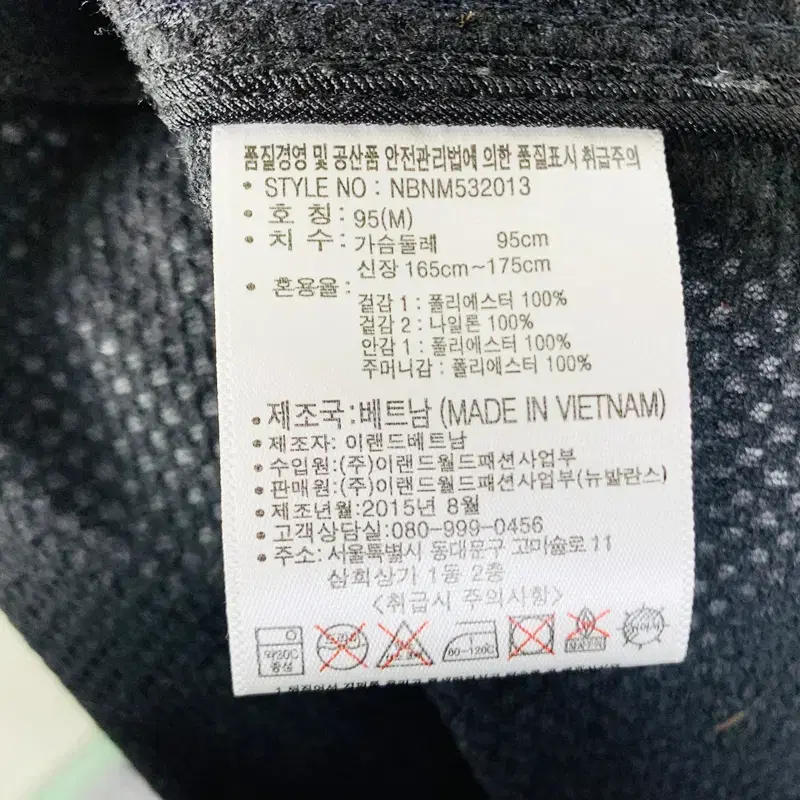 품질경영 및 공산품 안전관리법에 의한 품질표시 취급주의
• STYLE NO : NBNM532013
• 호 칭 : 95(M)
• 치 수 : 가슴둘레 95cm
신장 165cm~175cm
• 혼용율 :
겉감 1 : 폴리에스터 100%
겉감 2 : 나일론 100%
안감 1 : 폴리에스터 100%
주머니감 : 폴리에스터 100%
• 제조국:베트남 (MADE IN VIETNAM)
• 제조자: 이랜드베트남
• 수입원:(주)이랜드월드패션사업부
• 판매원:(주)이랜드월드패션사업부(뉴발란스)
• 제조년월:2015년 8월
• 고객상담실:080-999-0456
• 주소: 서울특별시 동대문구 고미술로 11
삼희상가 1동 2층
<취급시 주의사항>
약30℃ 중성
80-120℃